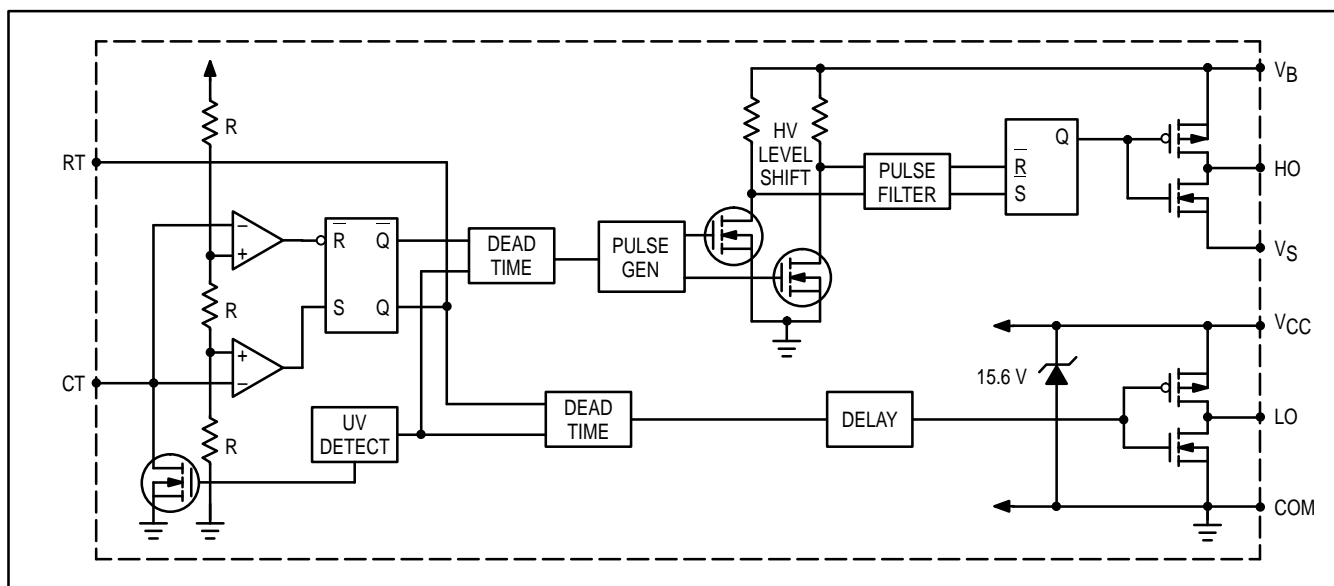 R
RT
CT
R
R
–
+
+
–
R
S
Q
Q
UV
DETECT
DEAD
TIME
DEAD
TIME
PULSE
GEN
HV
LEVEL
SHIFT
PULSE
FILTER
R
S
Q
DELAY
15.6 V
VB
HO
VS
VCC
LO
COM